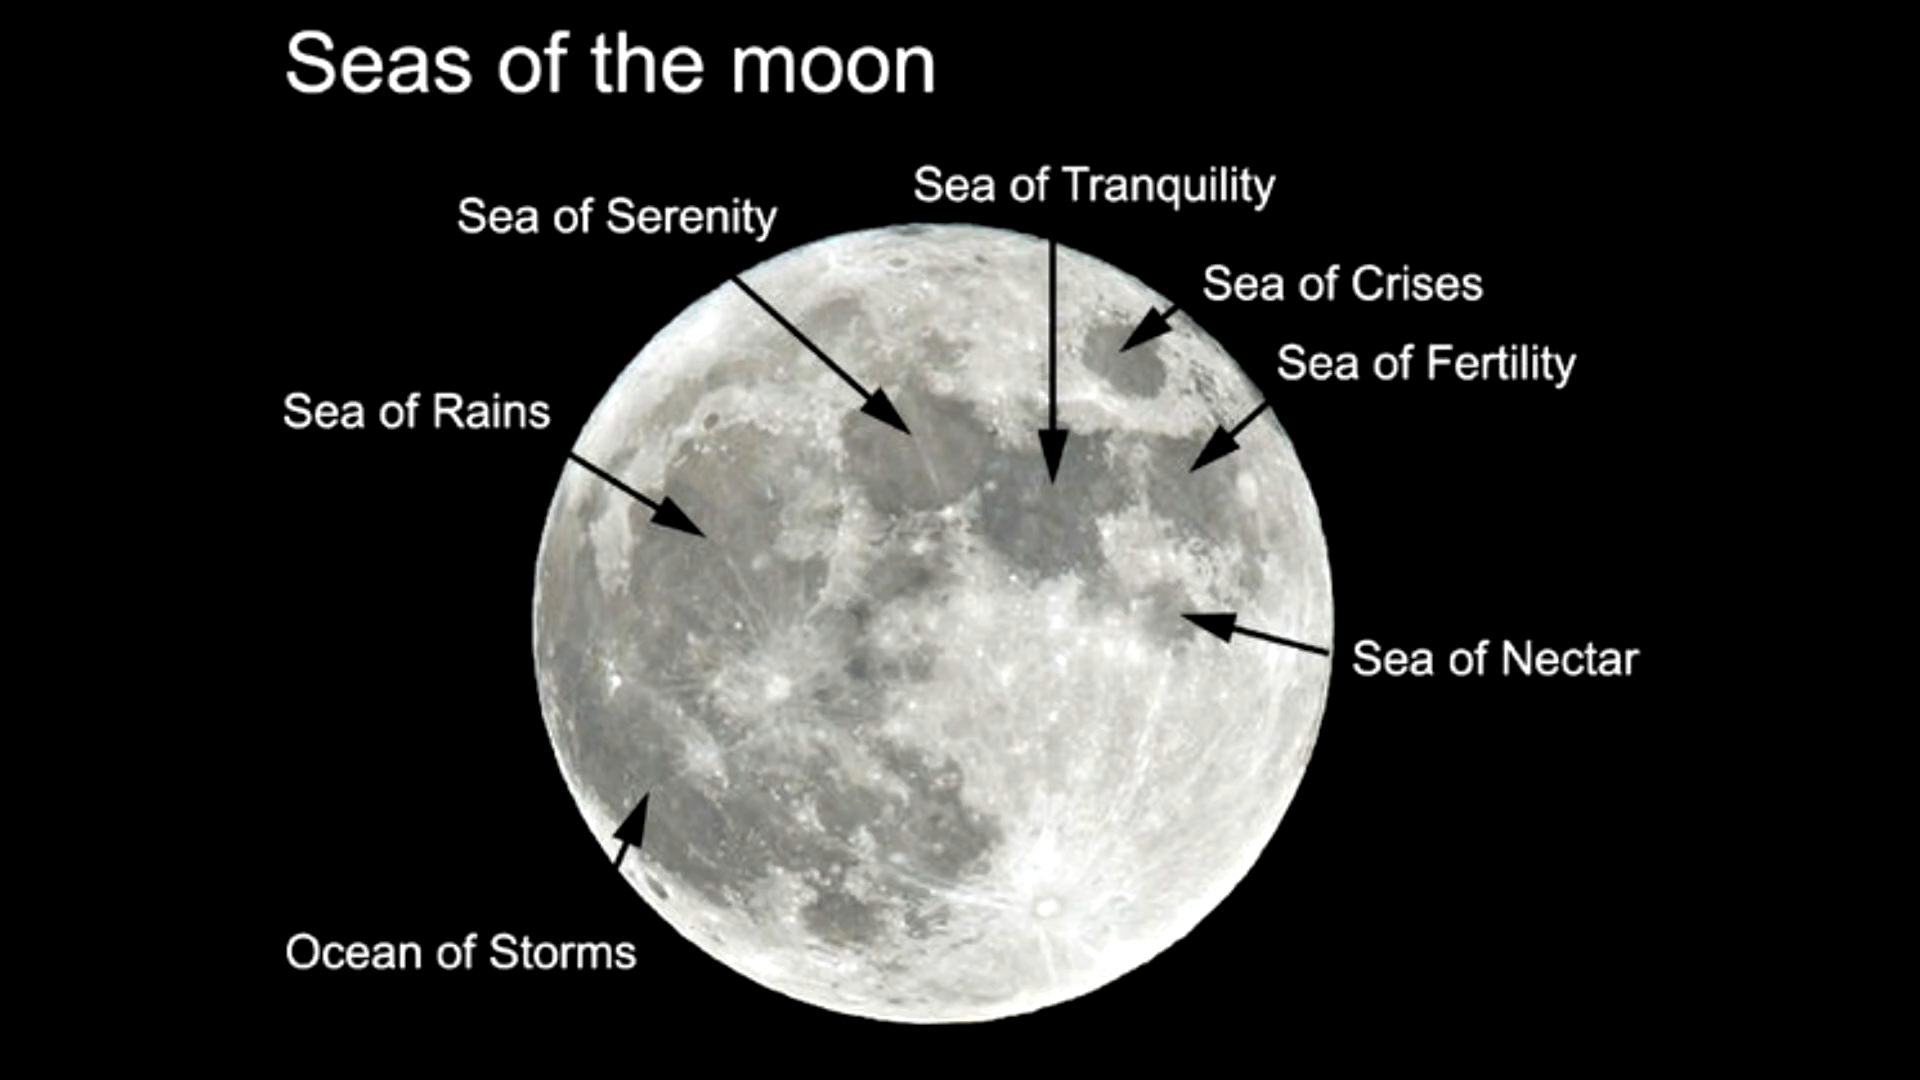 Seas of the moon
Sea of Tranquility
Sea of Serenity
Sea of Crises
Sea of Fertility
Sea of Rains
Sea of Nectar
Ocean of Storms